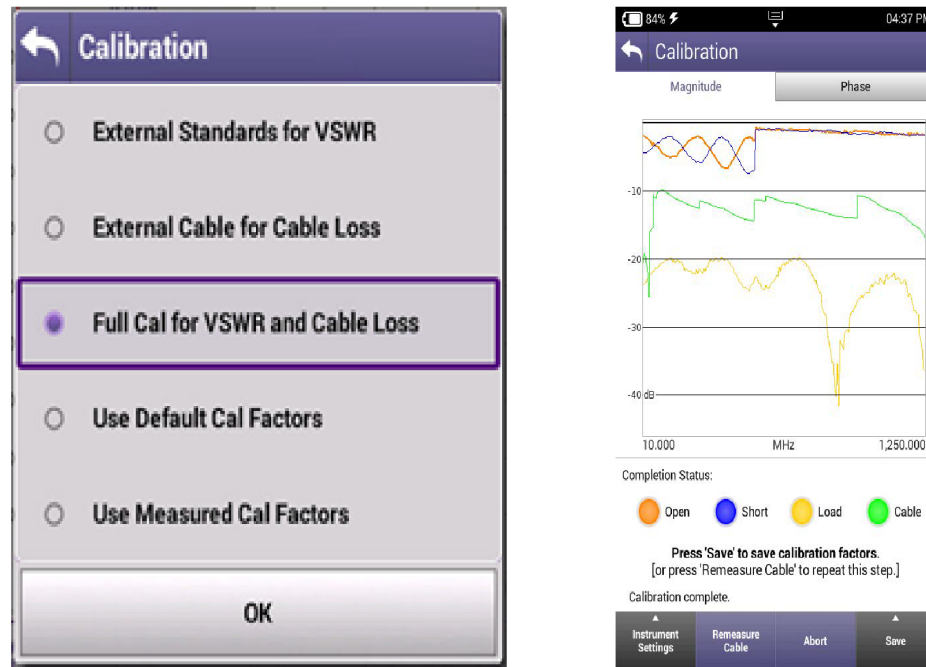 Calibration
External Standards for VSWR
External Cable for Cable Loss
Full Cal for VSWR and Cable Loss
Use Default Cal Factors
Use Measured Cal Factors
OK
84% 04:37 PM
Calibration
Magnitude Phase
-10
-20
-30
-40 dB
10.000 MHz 1,250.000
Completion Status:
Open Short Load Cable
Press 'Save' to save calibration factors.
[or press 'Remeasure Cable' to repeat this step.]
Calibration complete.
Instrument Settings Remeasure Cable Abort Save